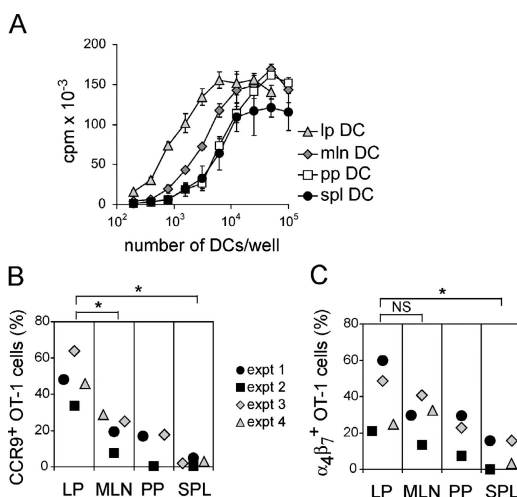 A
cpm x 10⁻³
200
150
100
50
0
10² 10³ 10⁴ 10⁵
number of DCs/well
lp DC
mln DC
pp DC
spl DC
B
CCR9⁺ OT-1 cells (%)
80
60
40
20
0
*
*
LP MLN PP SPL
expt 1
expt 2
expt 3
expt 4
C
α₄β₇⁺ OT-1 cells (%)
80
60
40
20
0
*
NS
LP MLN PP SPL